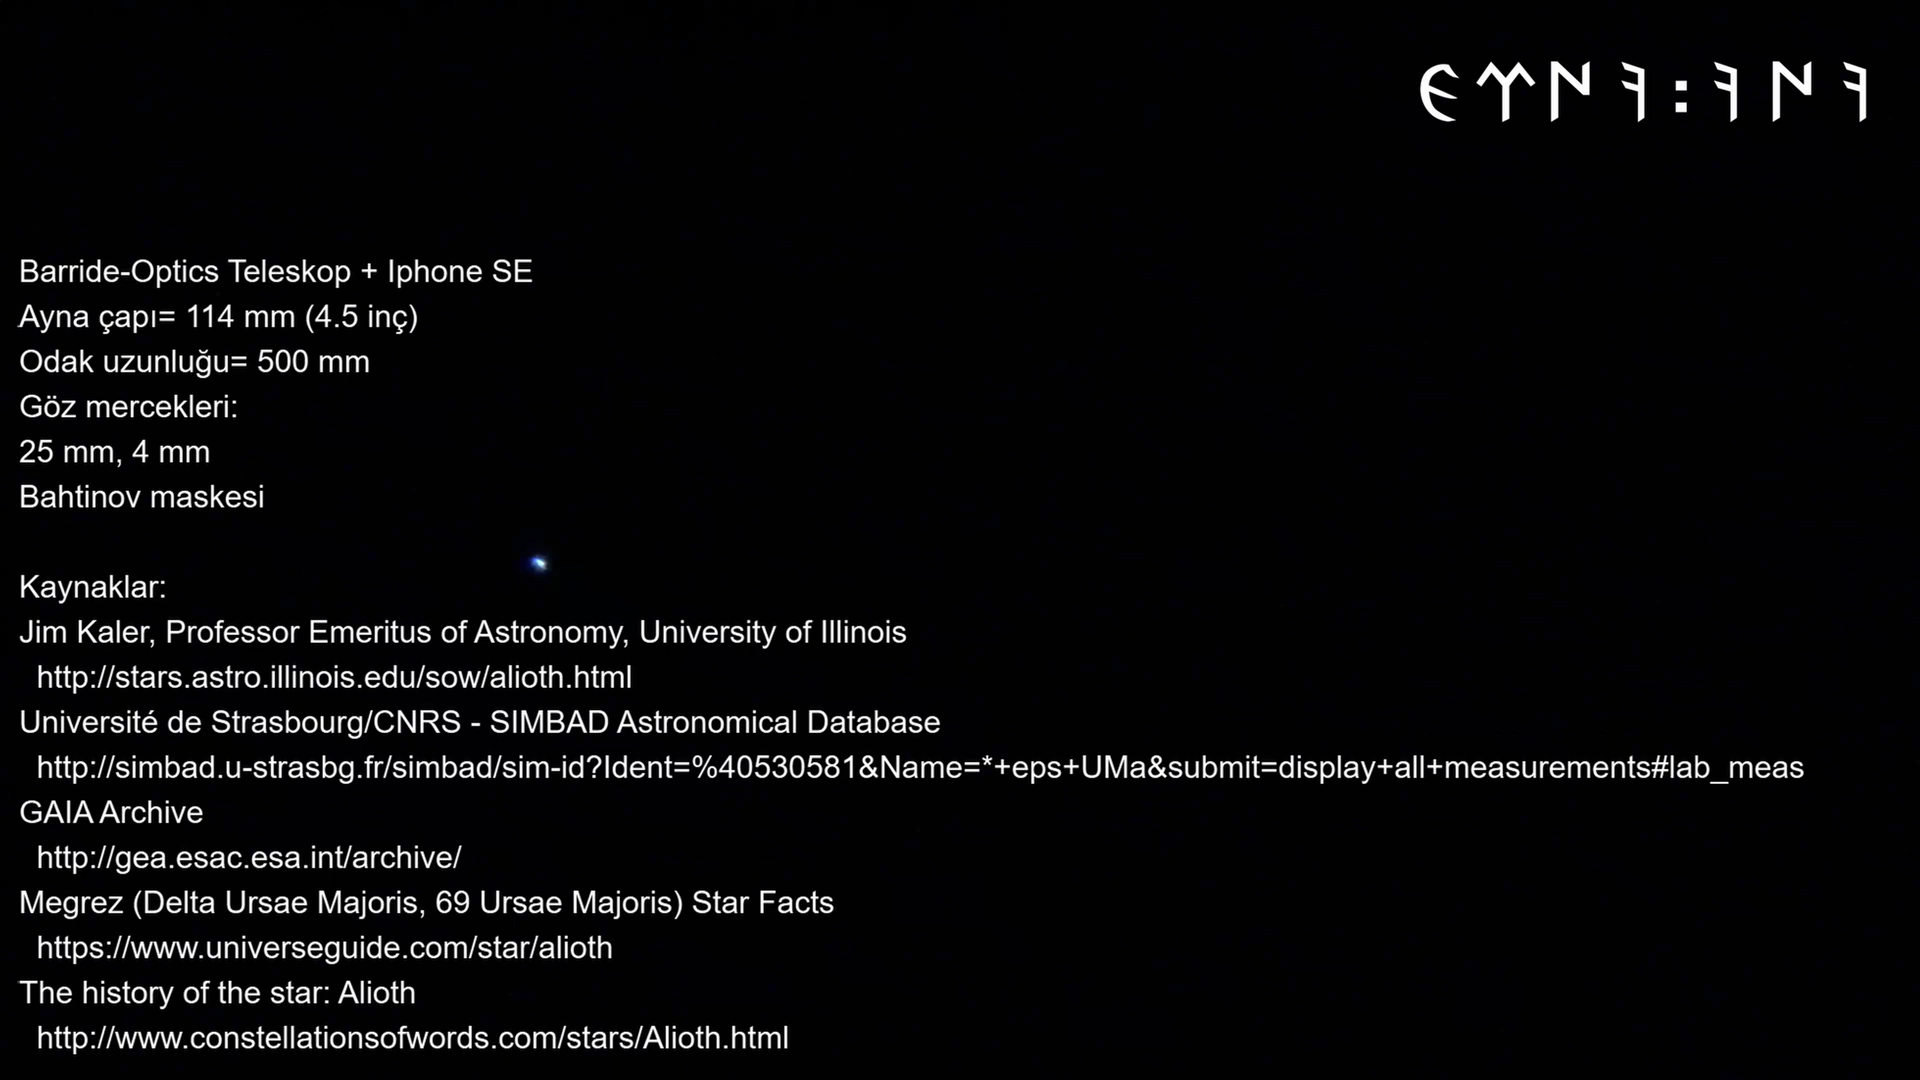 𐰚𐰇𐰚:𐰚𐰇𐰼𐰏
Barride-Optics Teleskop + Iphone SE
Ayna çapı= 114 mm (4.5 inç)
Odak uzunluğu= 500 mm
Göz mercekleri:
25 mm, 4 mm
Bahtinov maskesi
Kaynaklar:
Jim Kaler, Professor Emeritus of Astronomy, University of Illinois
http://stars.astro.illinois.edu/sow/alioth.html
Université de Strasbourg/CNRS - SIMBAD Astronomical Database
http://simbad.u-strasbg.fr/simbad/sim-id?Ident=%40530581&Name=*+eps+UMa&submit=display+all+measurements#lab_meas
GAIA Archive
http://gea.esac.esa.int/archive/
Megrez (Delta Ursae Majoris, 69 Ursae Majoris) Star Facts
https://www.universeguide.com/star/alioth
The history of the star: Alioth
http://www.constellationsofwords.com/stars/Alioth.html